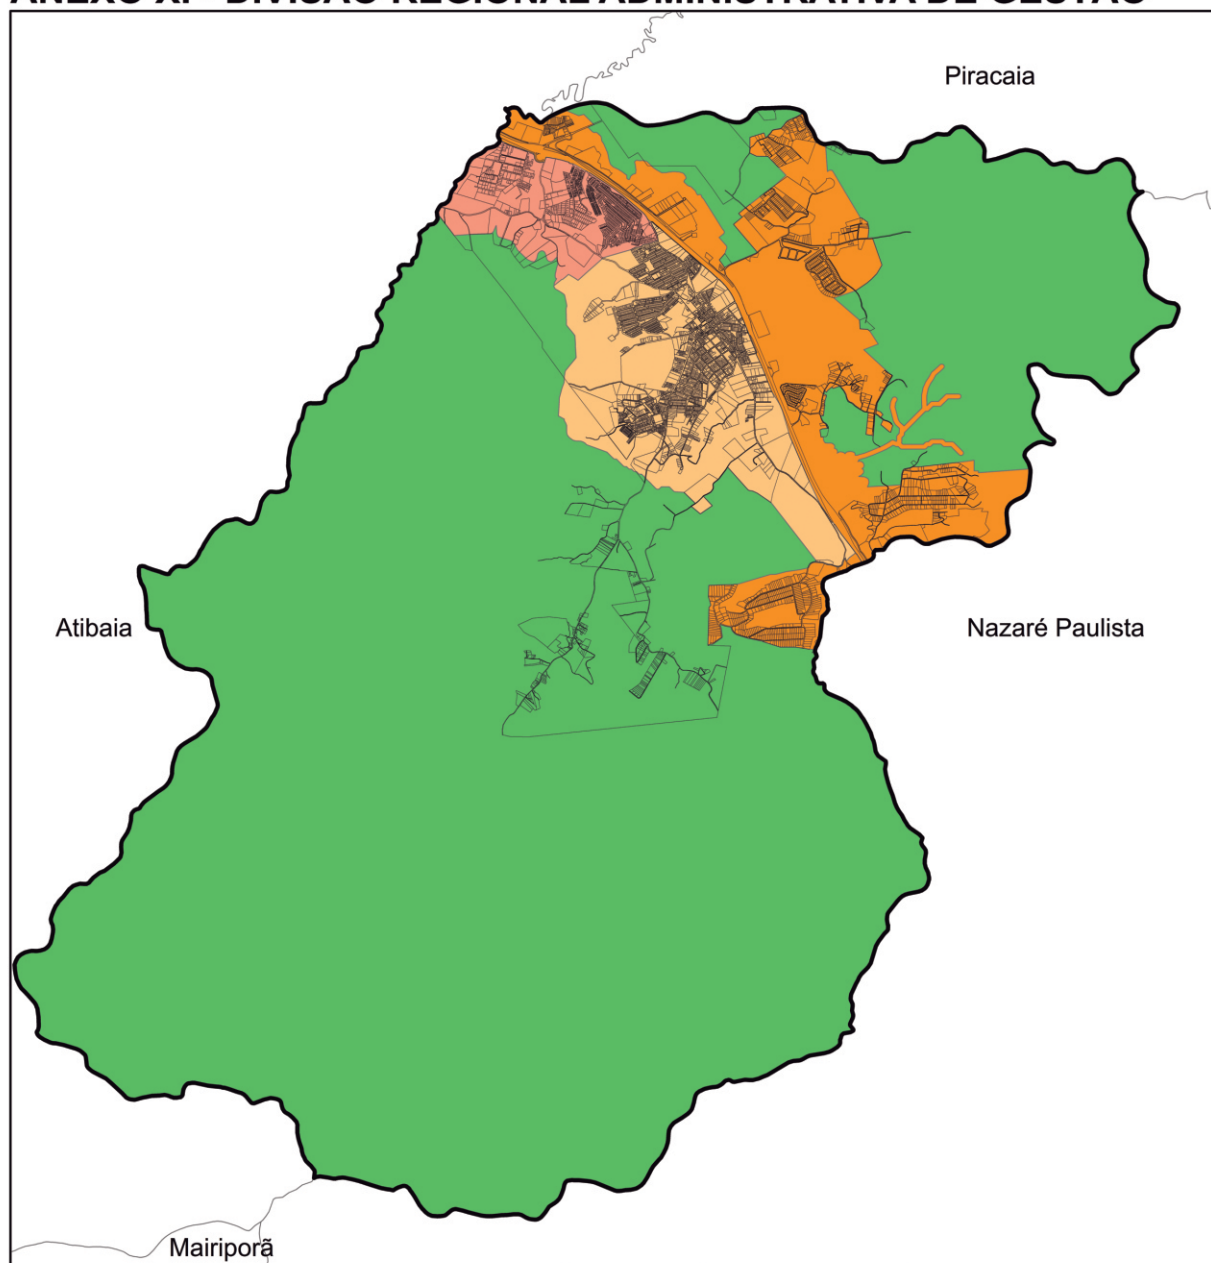 ANEXO XI - DIVISÃO REGIONAL ADMINISTRATIVA DE GESTÃO
Piracaia
Atibaia
Nazaré Paulista
Mairiporã